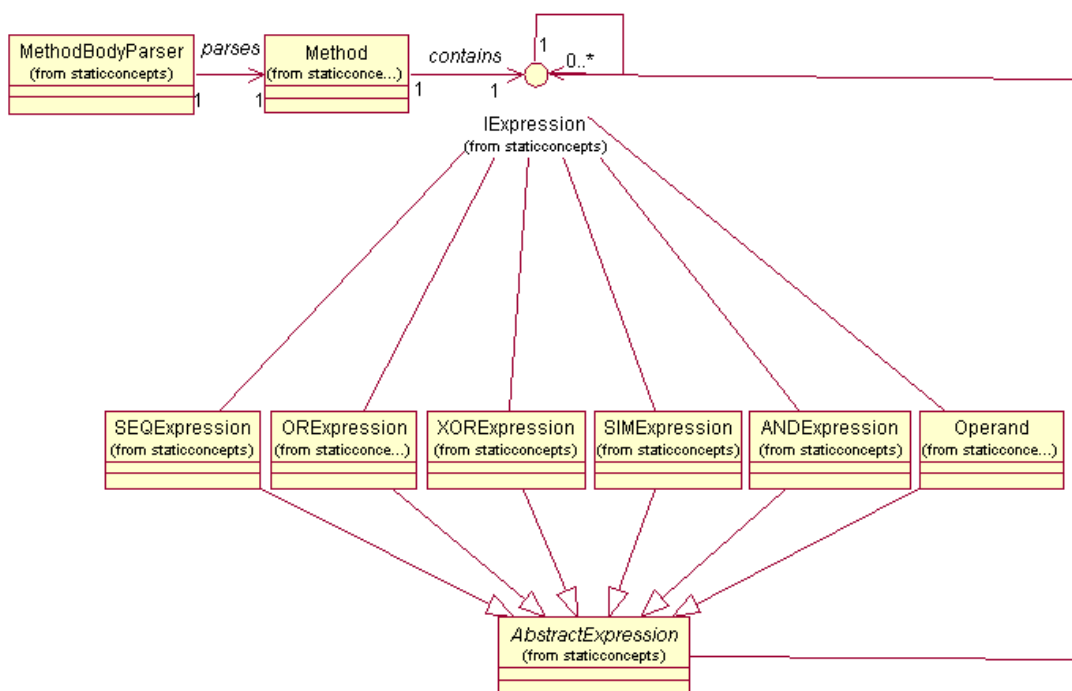 MethodBodyParser
(from staticconcepts)
parses
Method
(from staticconce...)
contains
1
0..*
1
1
1
1
IExpression
(from staticconcepts)
SEQExpression
(from staticconcepts)
ORExpression
(from staticconce...)
XORExpression
(from staticconcepts)
SIMExpression
(from staticconcepts)
ANDExpression
(from staticconcepts)
Operand
(from staticconce...)
AbstractExpression
(from staticconcepts)